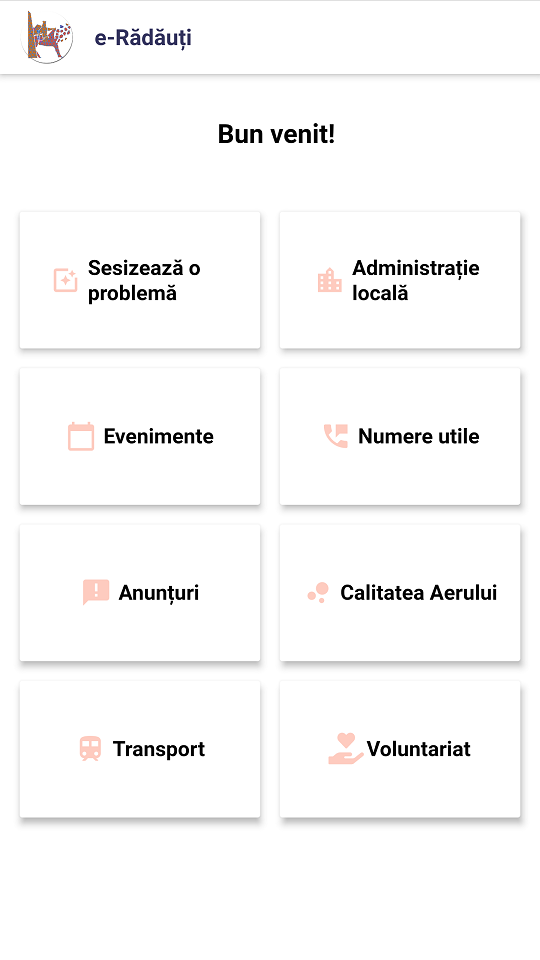 e-Rădăuți
Bun venit!
Sesizează o
problemă
Administrație
locală
Evenimente
Numere utile
Anunțuri
Calitatea Aerului
Transport
Voluntariat